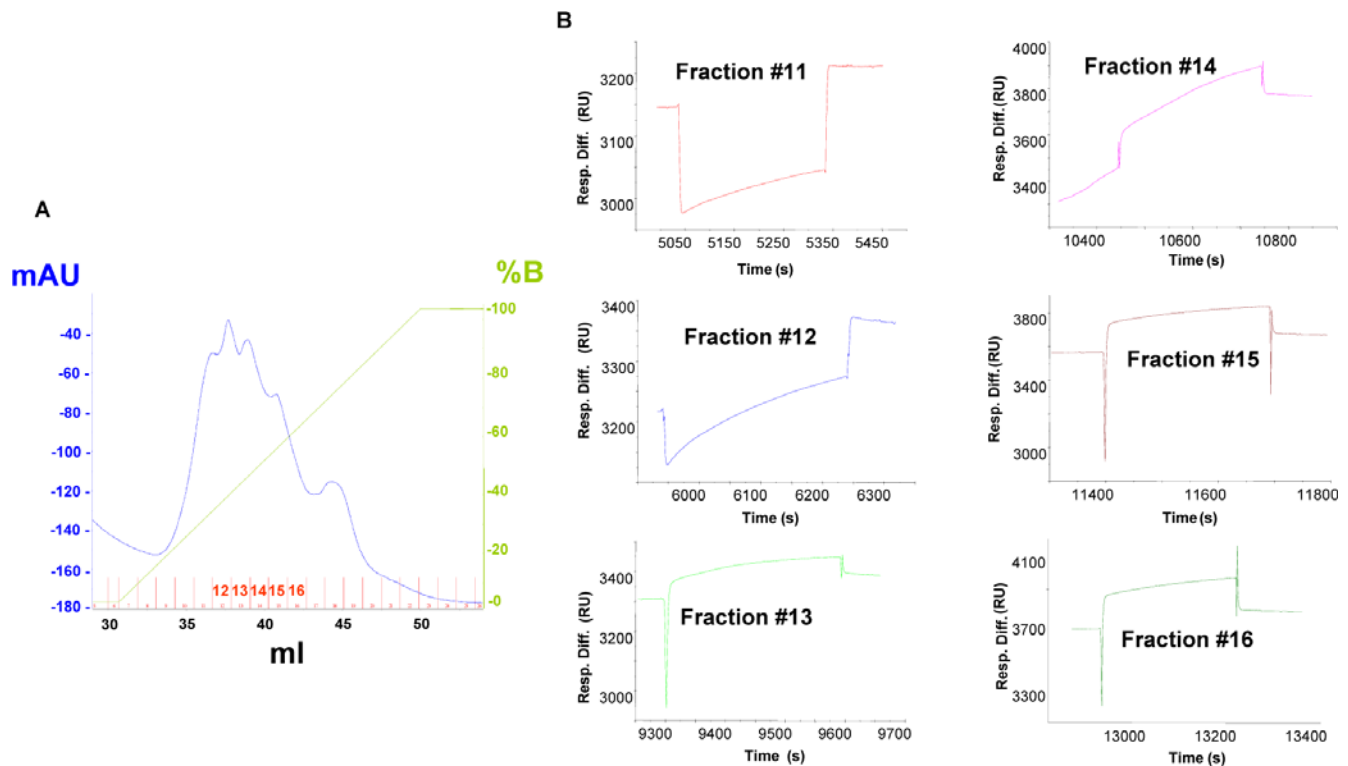 A
mAU
%B
-40 -
-60 -
-80 -
-100 -
-120 -
-140 -
-160 -
-180 -
-100
-80
-60
-40
-20
-0
12 13 14 15 16
30 35 40 45 50
ml
B
Fraction #11
Resp. Diff. (RU)
3200
3100
3000
5050 5150 5250 5350 5450
Time (s)
Fraction #14
Resp. Diff.(RU)
4000
3800
3600
3400
10400 10600 10800
Time (s)
Fraction #12
Resp. Diff. (RU)
3400
3300
3200
6000 6100 6200 6300
Time (s)
Fraction #15
Resp. Diff.(RU)
3800
3400
3000
11400 11600 11800
Time (s)
Fraction #13
Resp. Diff. (RU)
3400
3200
3000
9300 9400 9500 9600 9700
Time (s)
Fraction #16
Resp. Diff. (RU)
4100
3700
3300
13000 13200 13400
Time (s)